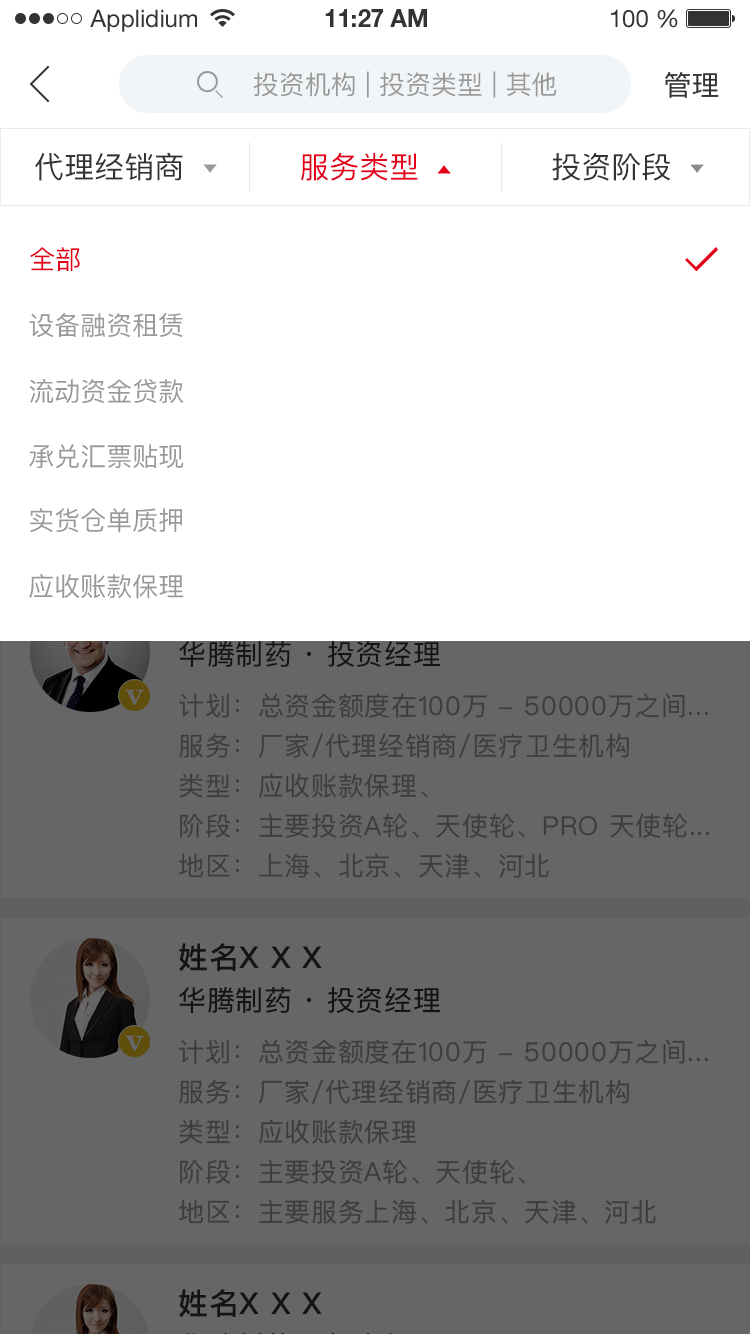 Applidium 11:27 AM 100 %
投资机构 | 投资类型 | 其他 管理
代理经销商 服务类型 投资阶段
全部
设备融资租赁
流动资金贷款
承兑汇票贴现
实货仓单质押
应收账款保理
华腾制药 · 投资经理
V
计划：总资金额度在100万 - 50000万之间...
服务：厂家/代理经销商/医疗卫生机构
类型：应收账款保理、
阶段：主要投资A轮、天使轮、PRO 天使轮...
地区：上海、北京、天津、河北
姓名X X X
华腾制药 · 投资经理
V
计划：总资金额度在100万 - 50000万之间...
服务：厂家/代理经销商/医疗卫生机构
类型：应收账款保理
阶段：主要投资A轮、天使轮、
地区：主要服务上海、北京、天津、河北
姓名X X X